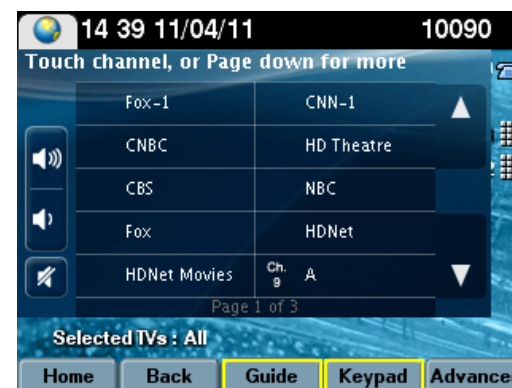 14 39 11/04/11 10090
Touch channel, or Page down for more
Fox-1 CNN-1
CNBC HD Theatre
CBS NBC
Fox HDNet
HDNet Movies Ch. 9 A
Page 1 of 3
Selected TVs : All
Home Back Guide Keypad Advance